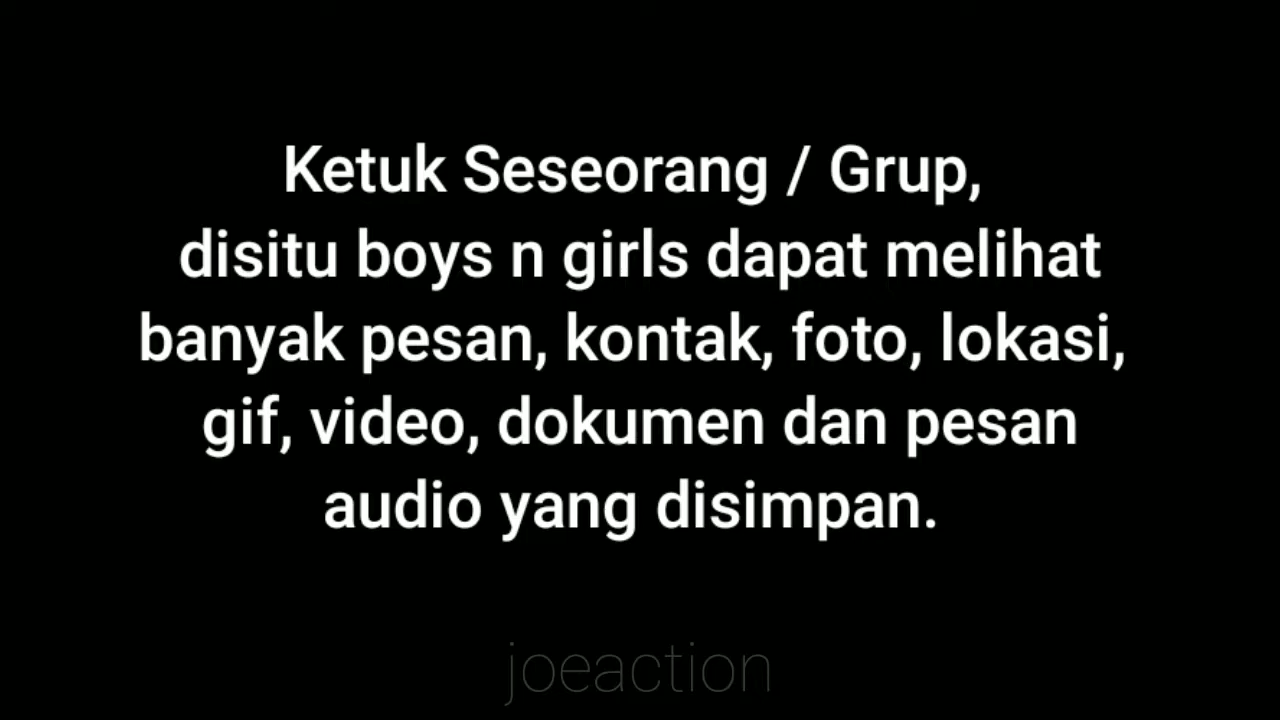 Ketuk Seseorang / Grup,
disitu boys n girls dapat melihat
banyak pesan, kontak, foto, lokasi,
gif, video, dokumen dan pesan
audio yang disimpan.
joeaction